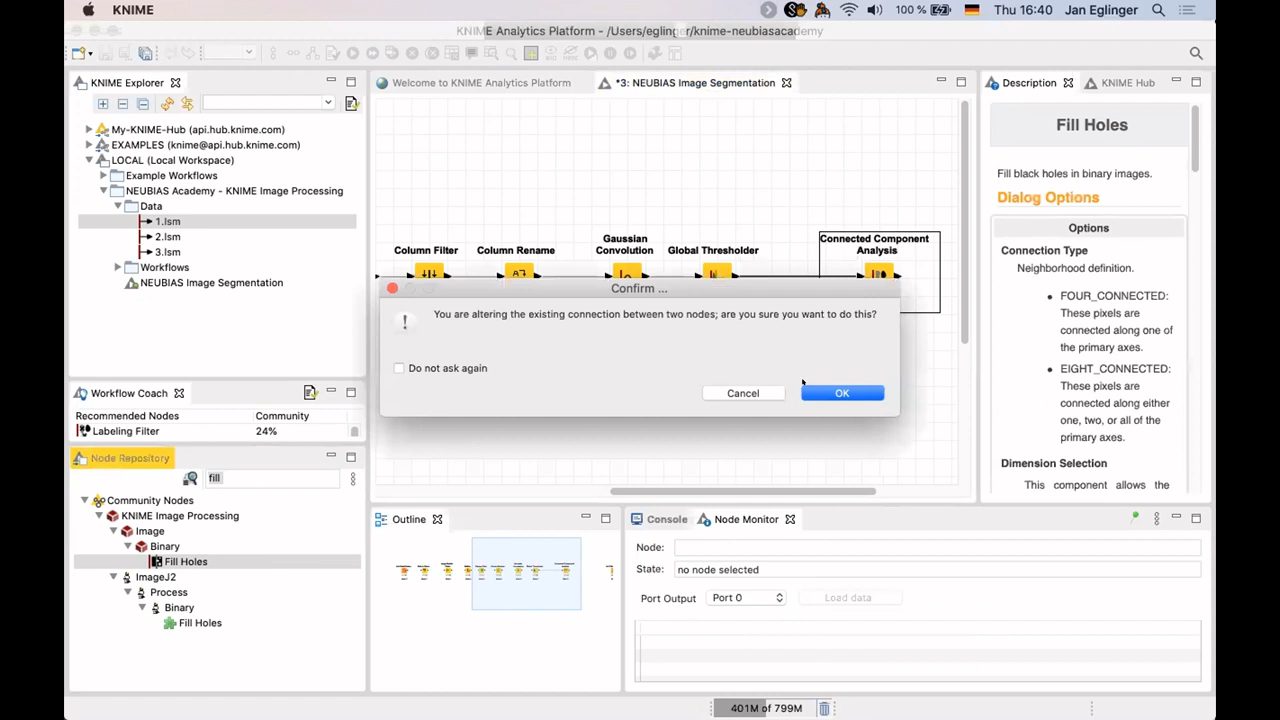 KNIME
100 %
Thu 16:40
Jan Eglinger
KNIME Analytics Platform - /Users/eglinger/knime-neubiasacademy
KNIME Explorer
My-KNIME-Hub (api.hub.knime.com)
EXAMPLES (knime@api.hub.knime.com)
LOCAL (Local Workspace)
Example Workflows
NEUBIAS Academy - KNIME Image Processing
Data
1.lsm
2.lsm
3.lsm
Workflows
NEUBIAS Image Segmentation
Workflow Coach
Recommended Nodes
Community
Labeling Filter
24%
Node Repository
fill
Community Nodes
KNIME Image Processing
Image
Binary
Fill Holes
ImageJ2
Process
Binary
Fill Holes
Welcome to KNIME Analytics Platform
*3: NEUBIAS Image Segmentation
Column Filter
Column Rename
Gaussian
Convolution
Global Thresholder
Connected Component
Analysis
Confirm ...
You are altering the existing connection between two nodes; are you sure you want to do this?
Do not ask again
Cancel
OK
Outline
Console
Node Monitor
Node:
State:
no node selected
Port Output
Port 0
Load data
Description
KNIME Hub
Fill Holes
Fill black holes in binary images.
Dialog Options
Options
Connection Type
Neighborhood definition.
• FOUR_CONNECTED:
These pixels are
connected along one of
the primary axes.
• EIGHT_CONNECTED:
These pixels are
connected along either
one, two, or all of the
primary axes.
Dimension Selection
This component allows the
401M of 799M